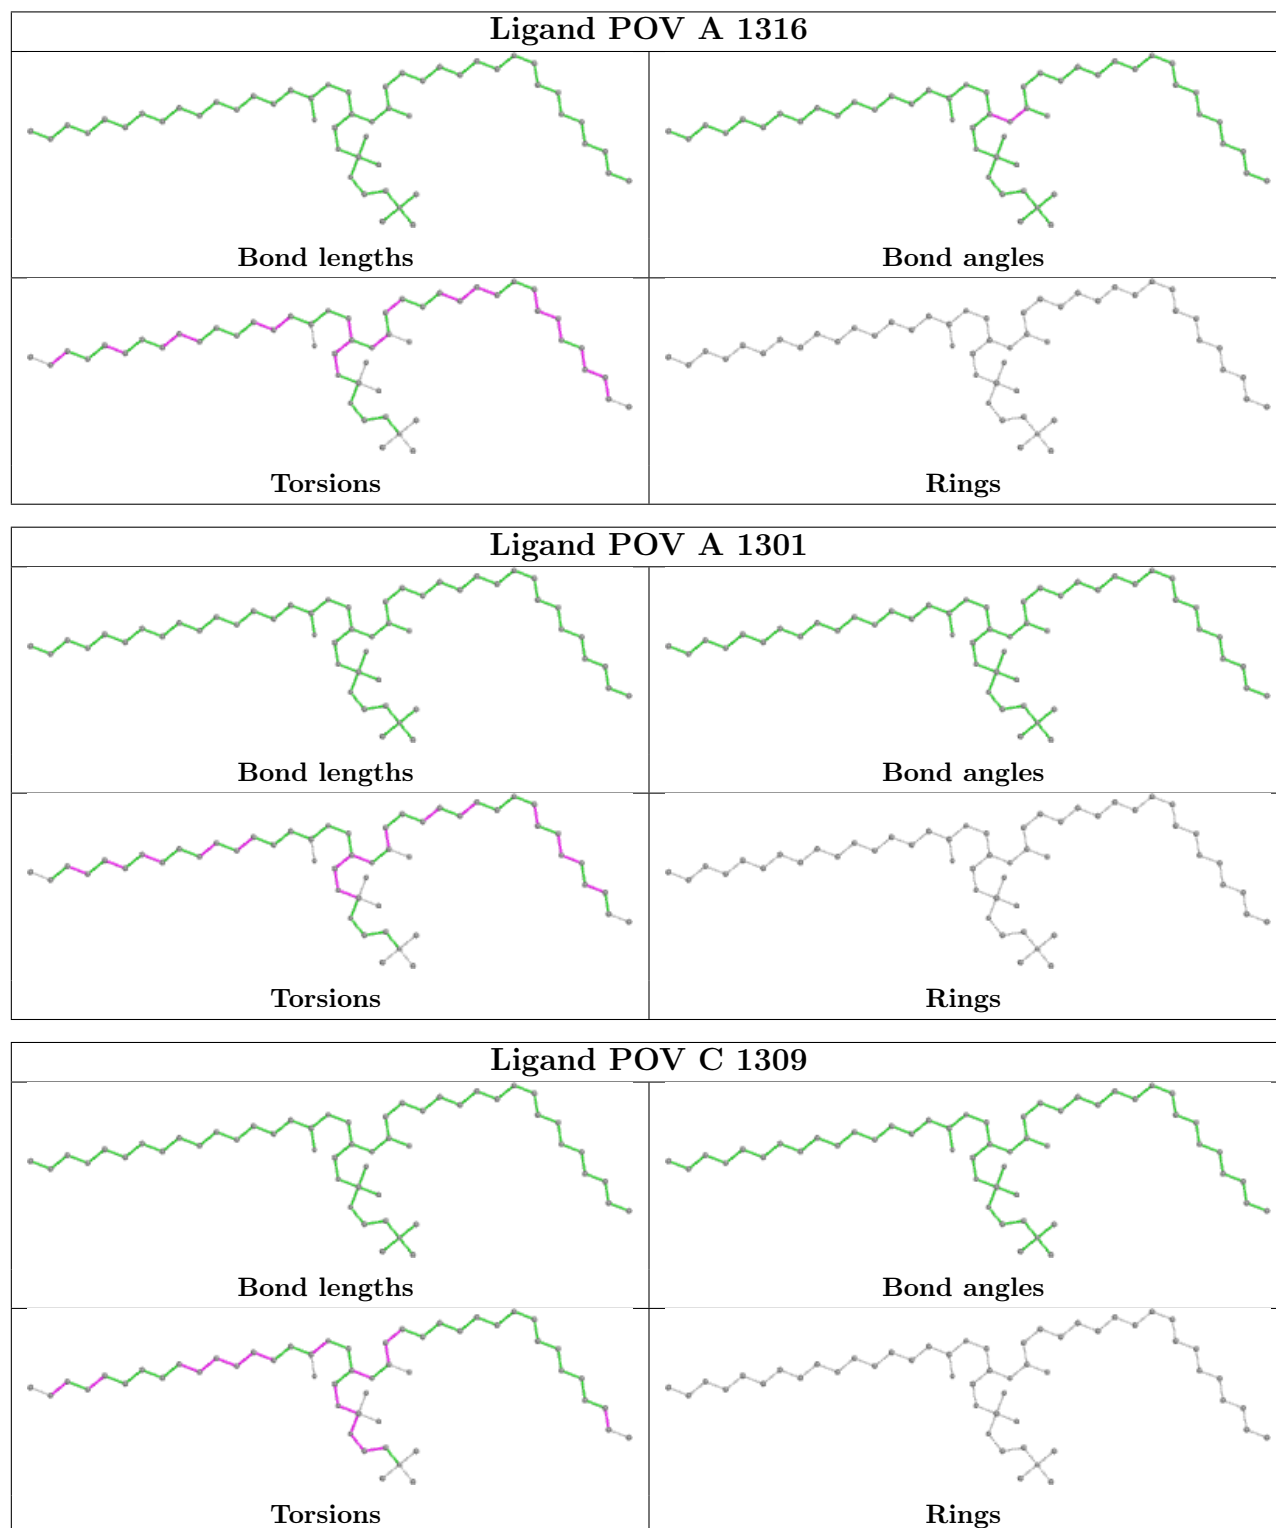 Ligand POV A 1316
Bond lengths
Bond angles
Torsions
Rings
Ligand POV A 1301
Bond lengths
Bond angles
Torsions
Rings
Ligand POV C 1309
Bond lengths
Bond angles
Torsions
Rings